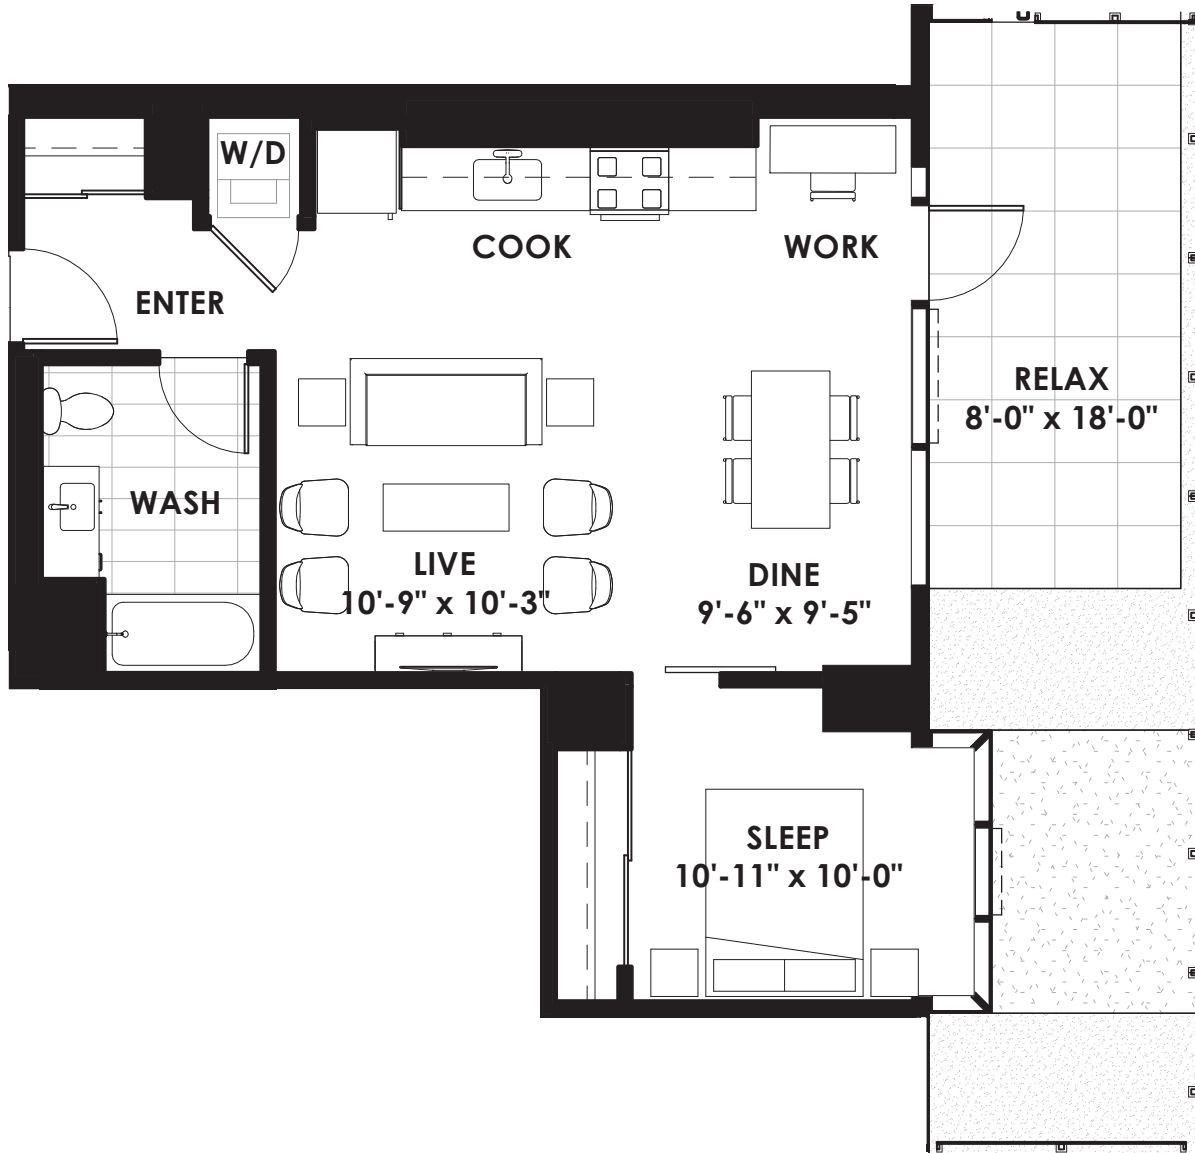 W/D
COOK
WORK
ENTER
RELAX
8'-0" x 18'-0"
WASH
LIVE
10'-9" x 10'-3"
DINE
9'-6" x 9'-5"
SLEEP
10'-11" x 10'-0"